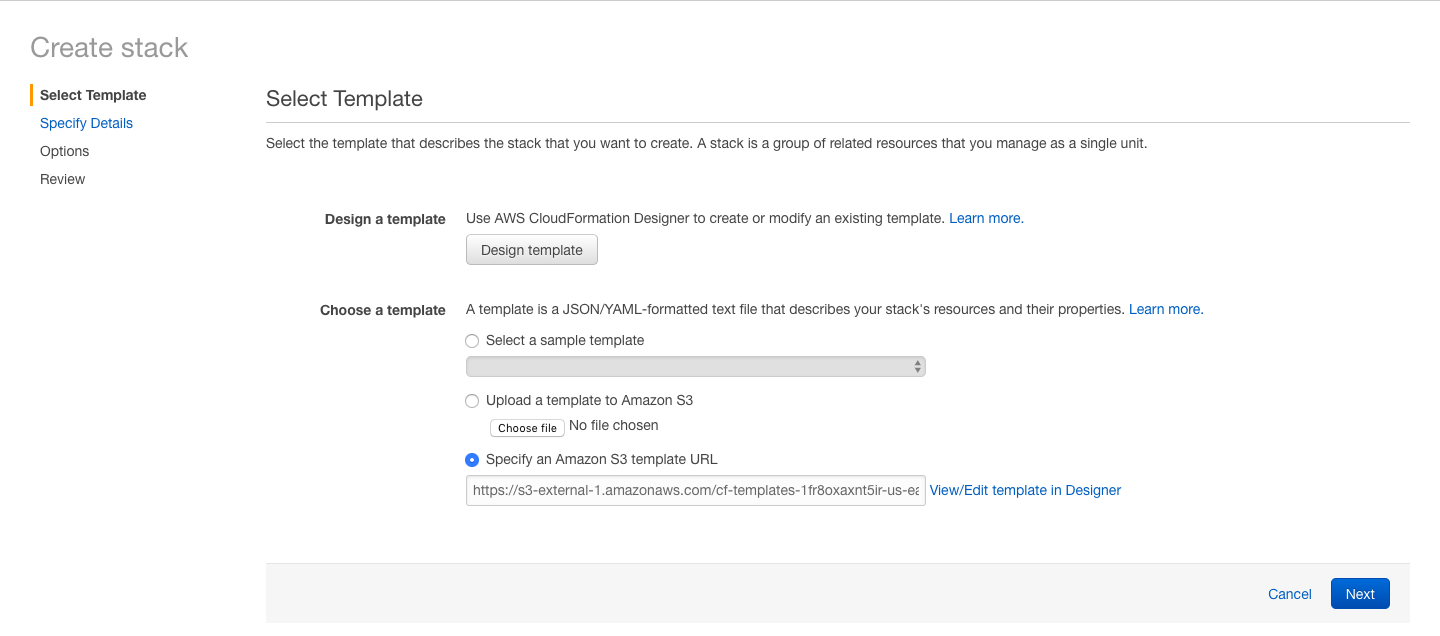 Create stack
Select Template
Specify Details
Options
Review
Select Template
Select the template that describes the stack that you want to create. A stack is a group of related resources that you manage as a single unit.
Design a template
Use AWS CloudFormation Designer to create or modify an existing template. Learn more.
Design template
Choose a template
A template is a JSON/YAML-formatted text file that describes your stack's resources and their properties. Learn more.
Select a sample template
Upload a template to Amazon S3
Choose file No file chosen
Specify an Amazon S3 template URL
https://s3-external-1.amazonaws.com/cf-templates-1fr8oxaxnt5ir-us-ea View/Edit template in Designer
Cancel Next